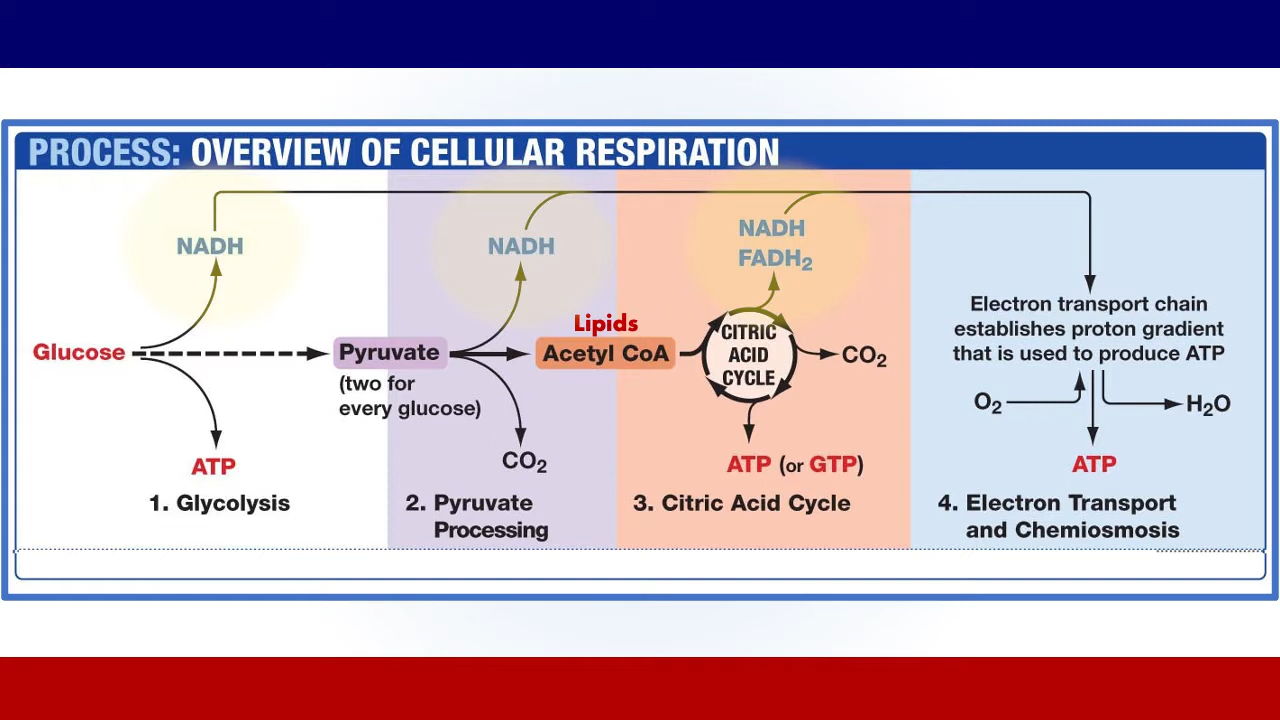 PROCESS: OVERVIEW OF CELLULAR RESPIRATION
NADH
NADH
NADH
FADH₂
Glucose
Pyruvate
(two for
every glucose)
Lipids
Acetyl CoA
CITRIC
ACID
CYCLE
CO₂
Electron transport chain
establishes proton gradient
that is used to produce ATP
O₂
H₂O
ATP
CO₂
ATP (or GTP)
ATP
1. Glycolysis
2. Pyruvate
Processing
3. Citric Acid Cycle
4. Electron Transport
and Chemiosmosis